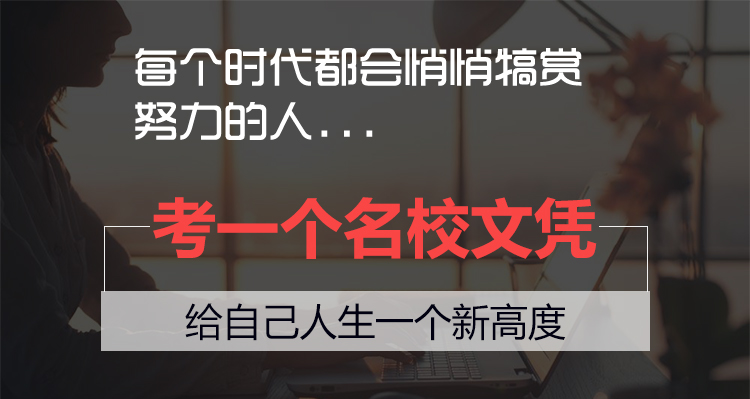 每个时代都会悄悄犒赏
努力的人...
考一个名校文凭
给自己人生一个新高度